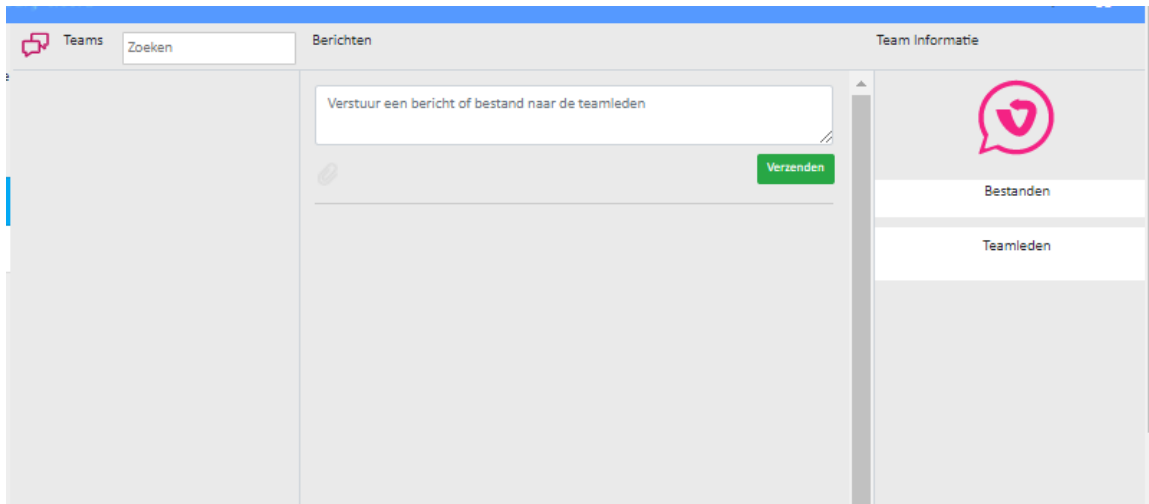 Teams
Zoeken
Berichten
Team Informatie
Verstuur een bericht of bestand naar de teamleden
Verzenden
Bestanden
Teamleden